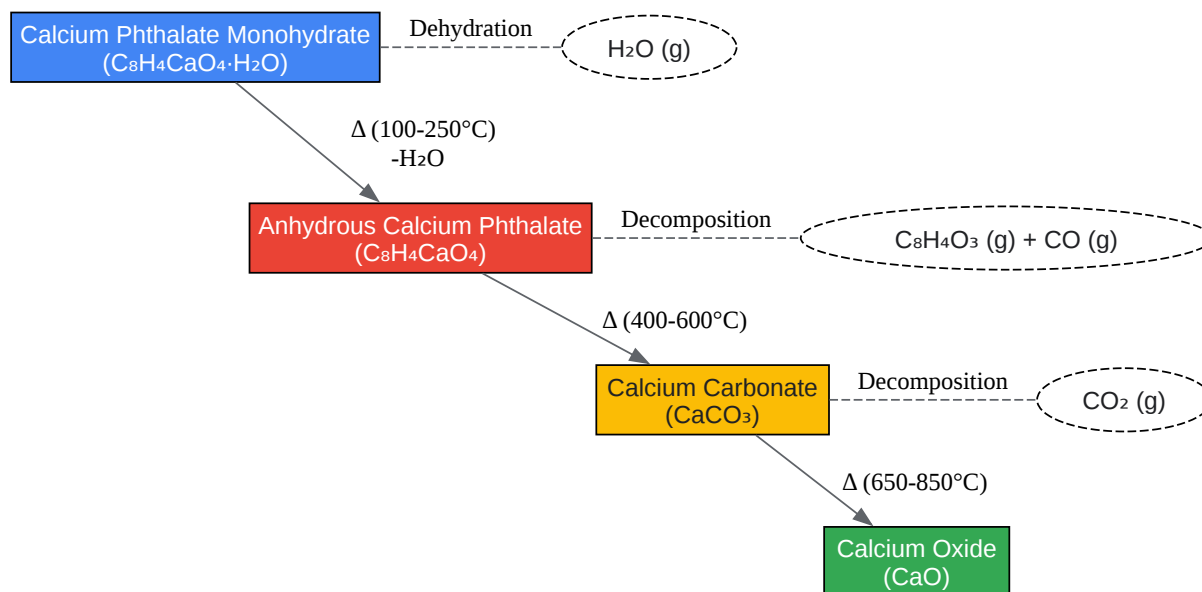 Calcium Phthalate Monohydrate
(C₈H₄CaO₄·H₂O)
Dehydration
H₂O (g)
Δ (100-250°C)
-H₂O
Anhydrous Calcium Phthalate
(C₈H₄CaO₄)
Decomposition
C₈H₄O₃ (g) + CO (g)
Δ (400-600°C)
Calcium Carbonate
(CaCO₃)
Decomposition
CO₂ (g)
Δ (650-850°C)
Calcium Oxide
(CaO)